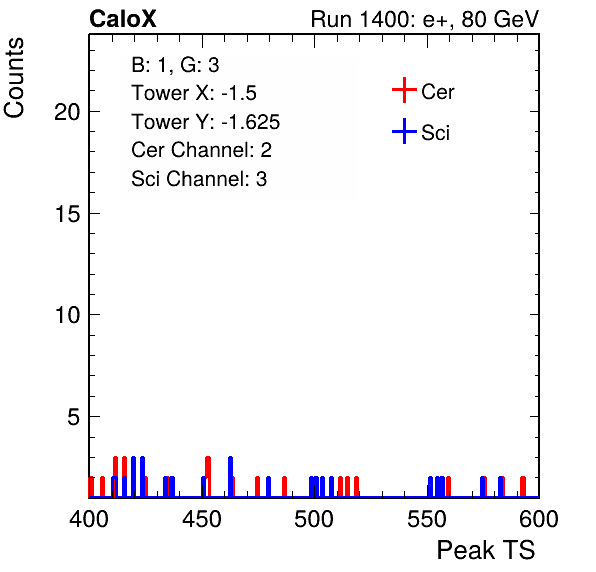 CaloX Run 1400: e+, 80 GeV
Counts
B: 1, G: 3
Tower X: -1.5
Tower Y: -1.625
Cer Channel: 2
Sci Channel: 3
Cer
Sci
20
15
10
5
400 450 500 550 600
Peak TS